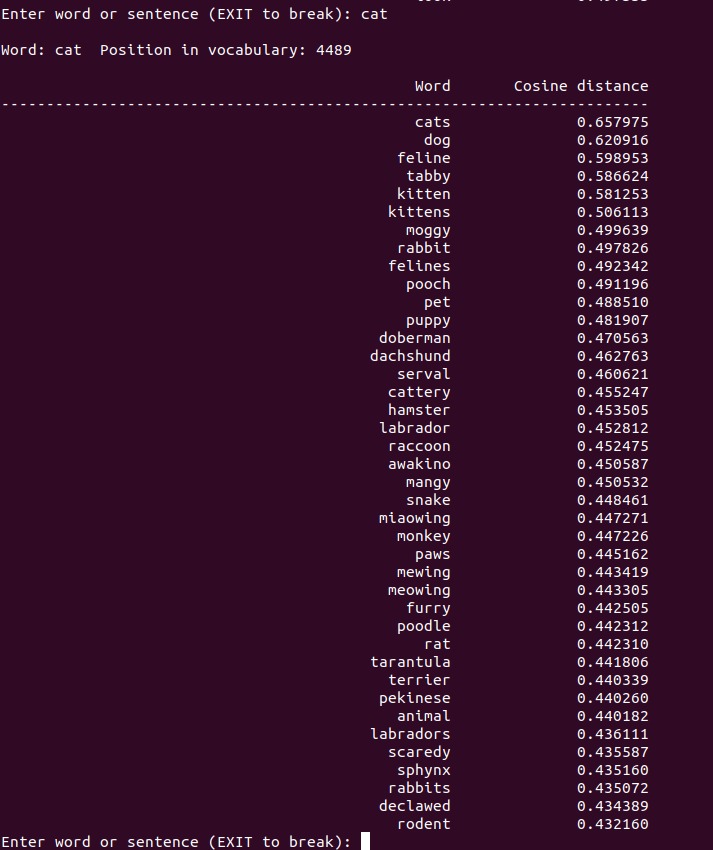 Enter word or sentence (EXIT to break): cat
Word: cat  Position in vocabulary: 4489
Word       Cosine distance
------------------------------------------------------------------------
cats              0.657975
dog              0.620916
feline              0.598953
tabby              0.586624
kitten              0.581253
kittens              0.506113
moggy              0.499639
rabbit              0.497826
felines              0.492342
pooch              0.491196
pet              0.488510
puppy              0.481907
doberman              0.470563
dachshund              0.462763
serval              0.460621
cattery              0.455247
hamster              0.453505
labrador              0.452812
raccoon              0.452475
awakino              0.450587
mangy              0.450532
snake              0.448461
miaowing              0.447271
monkey              0.447226
paws              0.445162
mewing              0.443419
meowing              0.443305
furry              0.442505
poodle              0.442312
rat              0.442310
tarantula              0.441806
terrier              0.440339
pekinese              0.440260
animal              0.440182
labradors              0.436111
scaredy              0.435587
sphynx              0.435160
rabbits              0.435072
declawed              0.434389
rodent              0.432160
Enter word or sentence (EXIT to break):